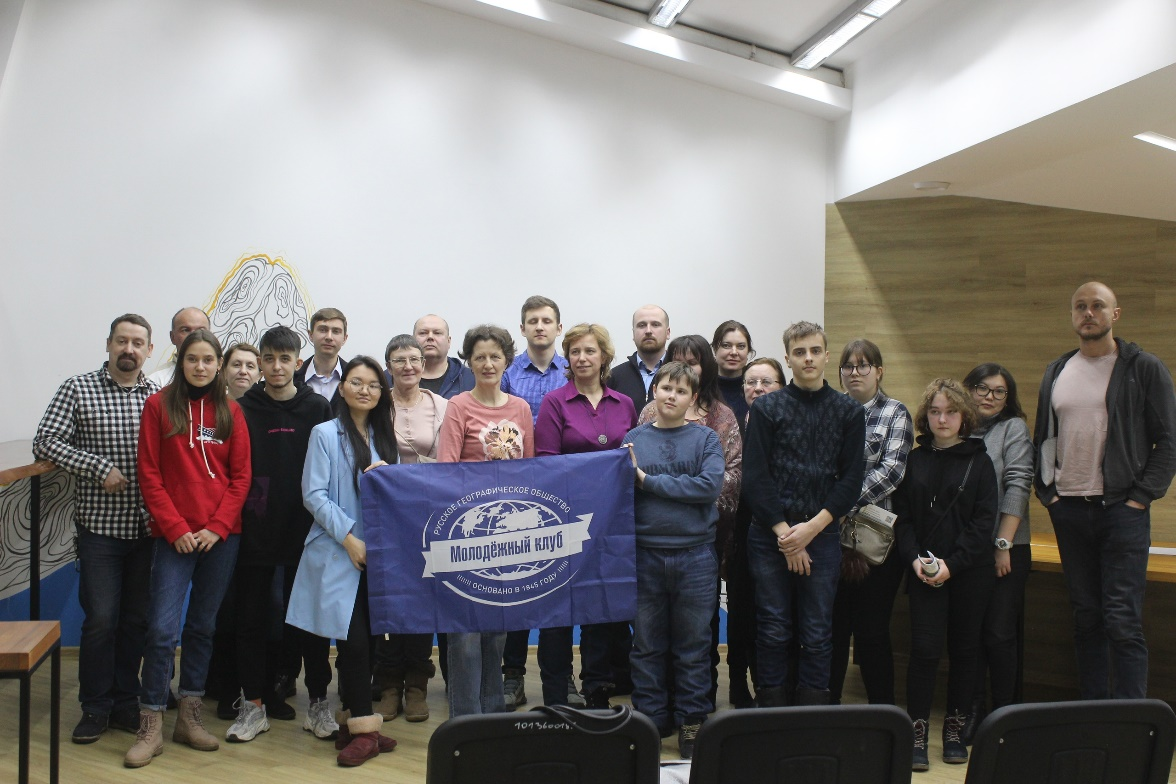 РУССКОЕ ГЕОГРАФИЧЕСКОЕ ОБЩЕСТВО
Молодёжный клуб
ОСНОВАНО В 1845 ГОДУ